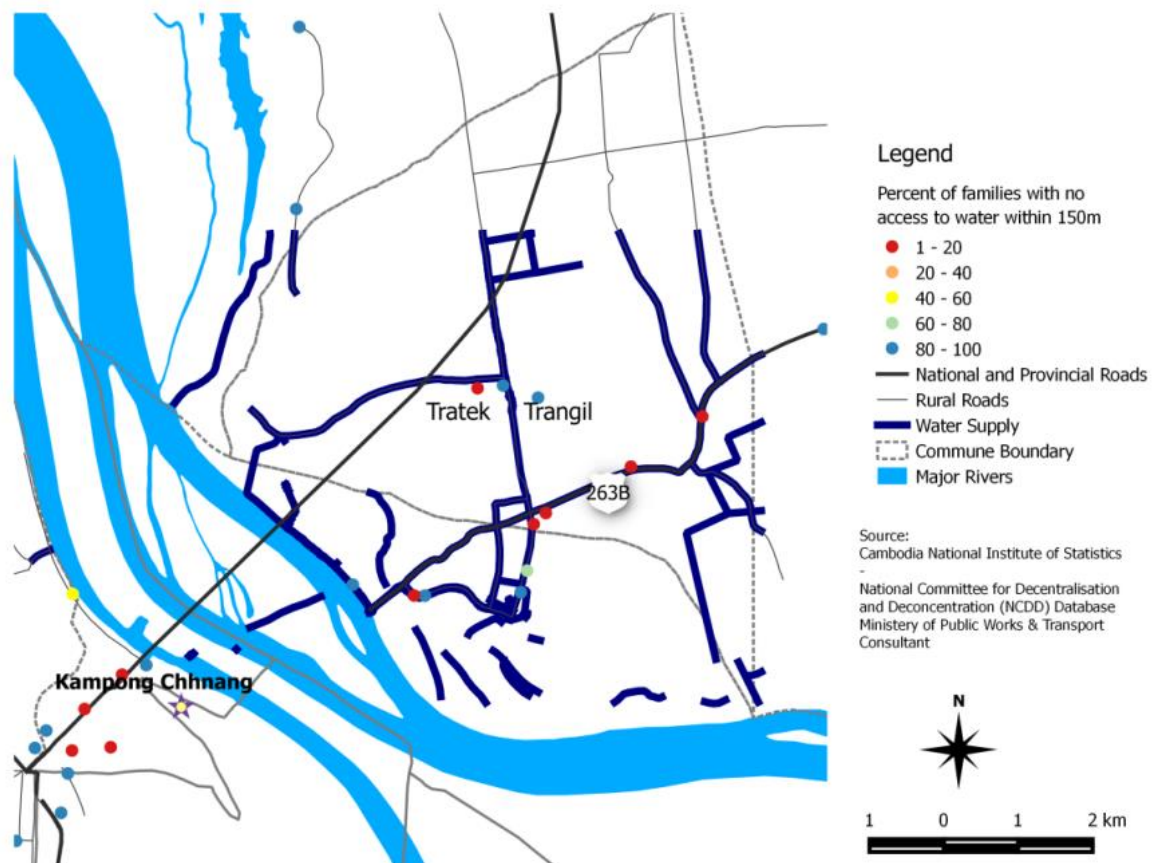 Tratek
Trangil
263B
Kampong Chhnang
Legend
Percent of families with no
access to water within 150m
1 - 20
20 - 40
40 - 60
60 - 80
80 - 100
National and Provincial Roads
Rural Roads
Water Supply
Commune Boundary
Major Rivers
Source:
Cambodia National Institute of Statistics
-
National Committee for Decentralisation
and Deconcentration (NCDD) Database
Ministry of Public Works & Transport
Consultant
N
1 0 1 2 km